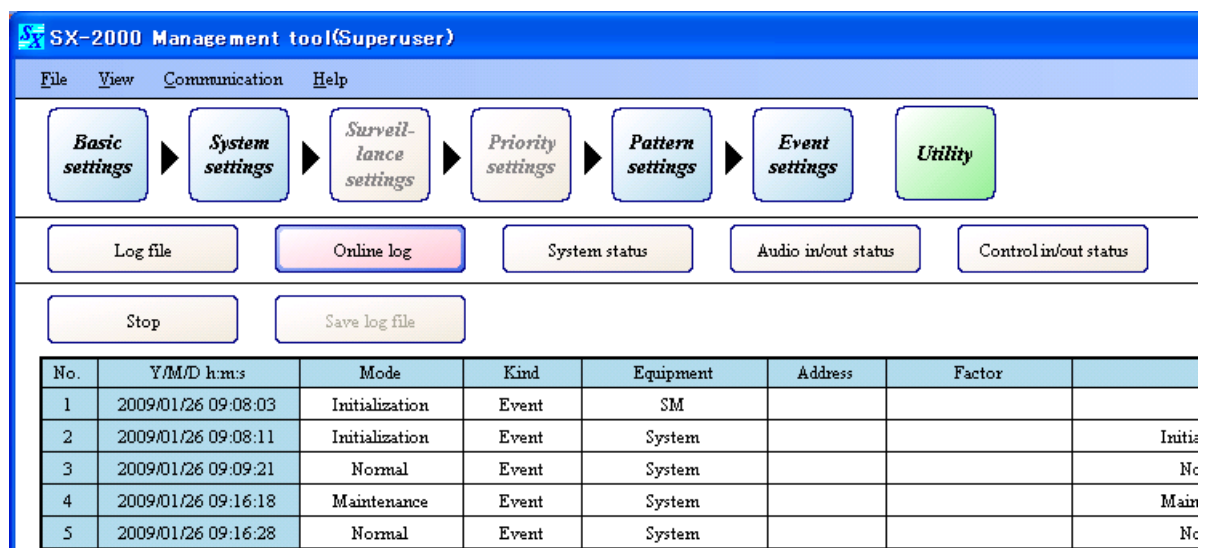 SX SX-2000 Management tool(Superuser)
File View Communication Help
Basic settings System settings Surveil-lance settings Priority settings Pattern settings Event settings Utility
Log file Online log System status Audio in/out status Control in/out status
Stop Save log file
No. Y/M/D h:m:s Mode Kind Equipment Address Factor
1 2009/01/26 09:08:03 Initialization Event SM
2 2009/01/26 09:08:11 Initialization Event System Initia
3 2009/01/26 09:09:21 Normal Event System No
4 2009/01/26 09:16:18 Maintenance Event System Main
5 2009/01/26 09:16:28 Normal Event System No